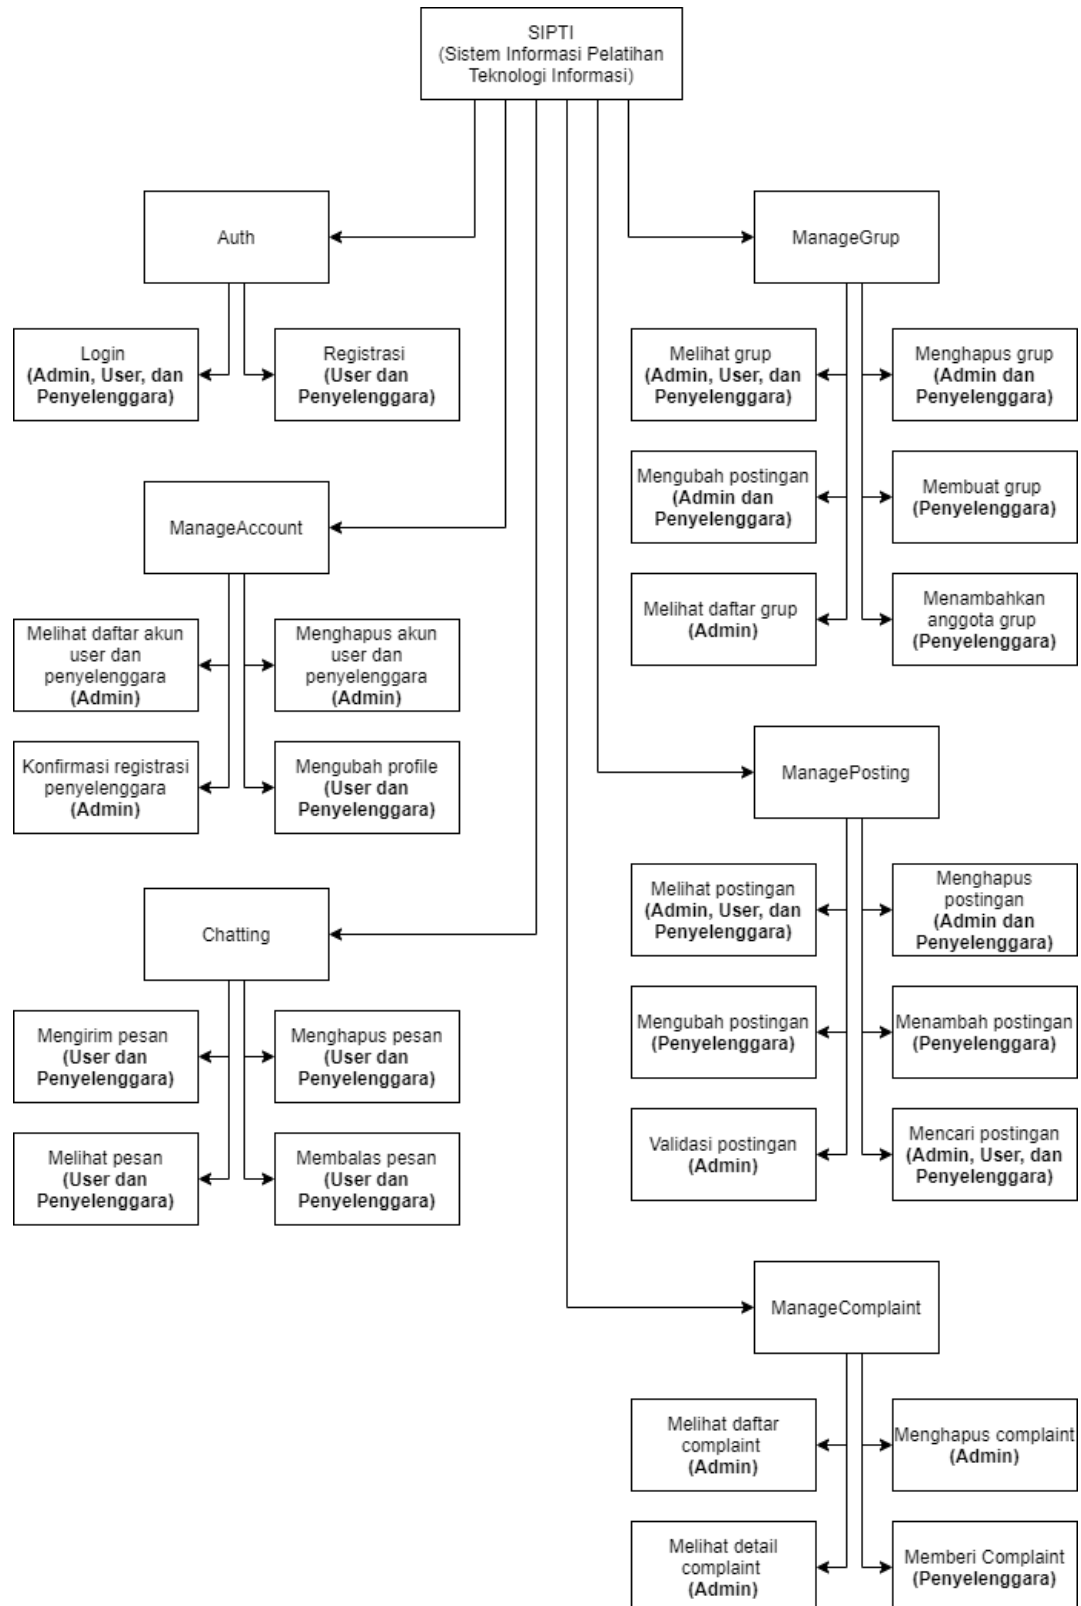 SIPTI
(Sistem Informasi Pelatihan
Teknologi Informasi)
Auth
Login
(Admin, User, dan
Penyelenggara)
Registrasi
(User dan
Penyelenggara)
ManageAccount
Melihat daftar akun
user dan
penyelenggara
(Admin)
Menghapus akun
user dan
penyelenggara
(Admin)
Konfirmasi registrasi
penyelenggara
(Admin)
Mengubah profile
(User dan
Penyelenggara)
Chatting
Mengirim pesan
(User dan
Penyelenggara)
Menghapus pesan
(User dan
Penyelenggara)
Melihat pesan
(User dan
Penyelenggara)
Membalas pesan
(User dan
Penyelenggara)
ManageGrup
Melihat grup
(Admin, User, dan
Penyelenggara)
Menghapus grup
(Admin dan
Penyelenggara)
Mengubah postingan
(Admin dan
Penyelenggara)
Membuat grup
(Penyelenggara)
Melihat daftar grup
(Admin)
Menambahkan
anggota grup
(Penyelenggara)
ManagePosting
Melihat postingan
(Admin, User, dan
Penyelenggara)
Menghapus
postingan
(Admin dan
Penyelenggara)
Mengubah postingan
(Penyelenggara)
Menambah postingan
(Penyelenggara)
Validasi postingan
(Admin)
Mencari postingan
(Admin, User, dan
Penyelenggara)
ManageComplaint
Melihat daftar
complaint
(Admin)
Menghapus complaint
(Admin)
Melihat detail
complaint
(Admin)
Memberi Complaint
(Penyelenggara)